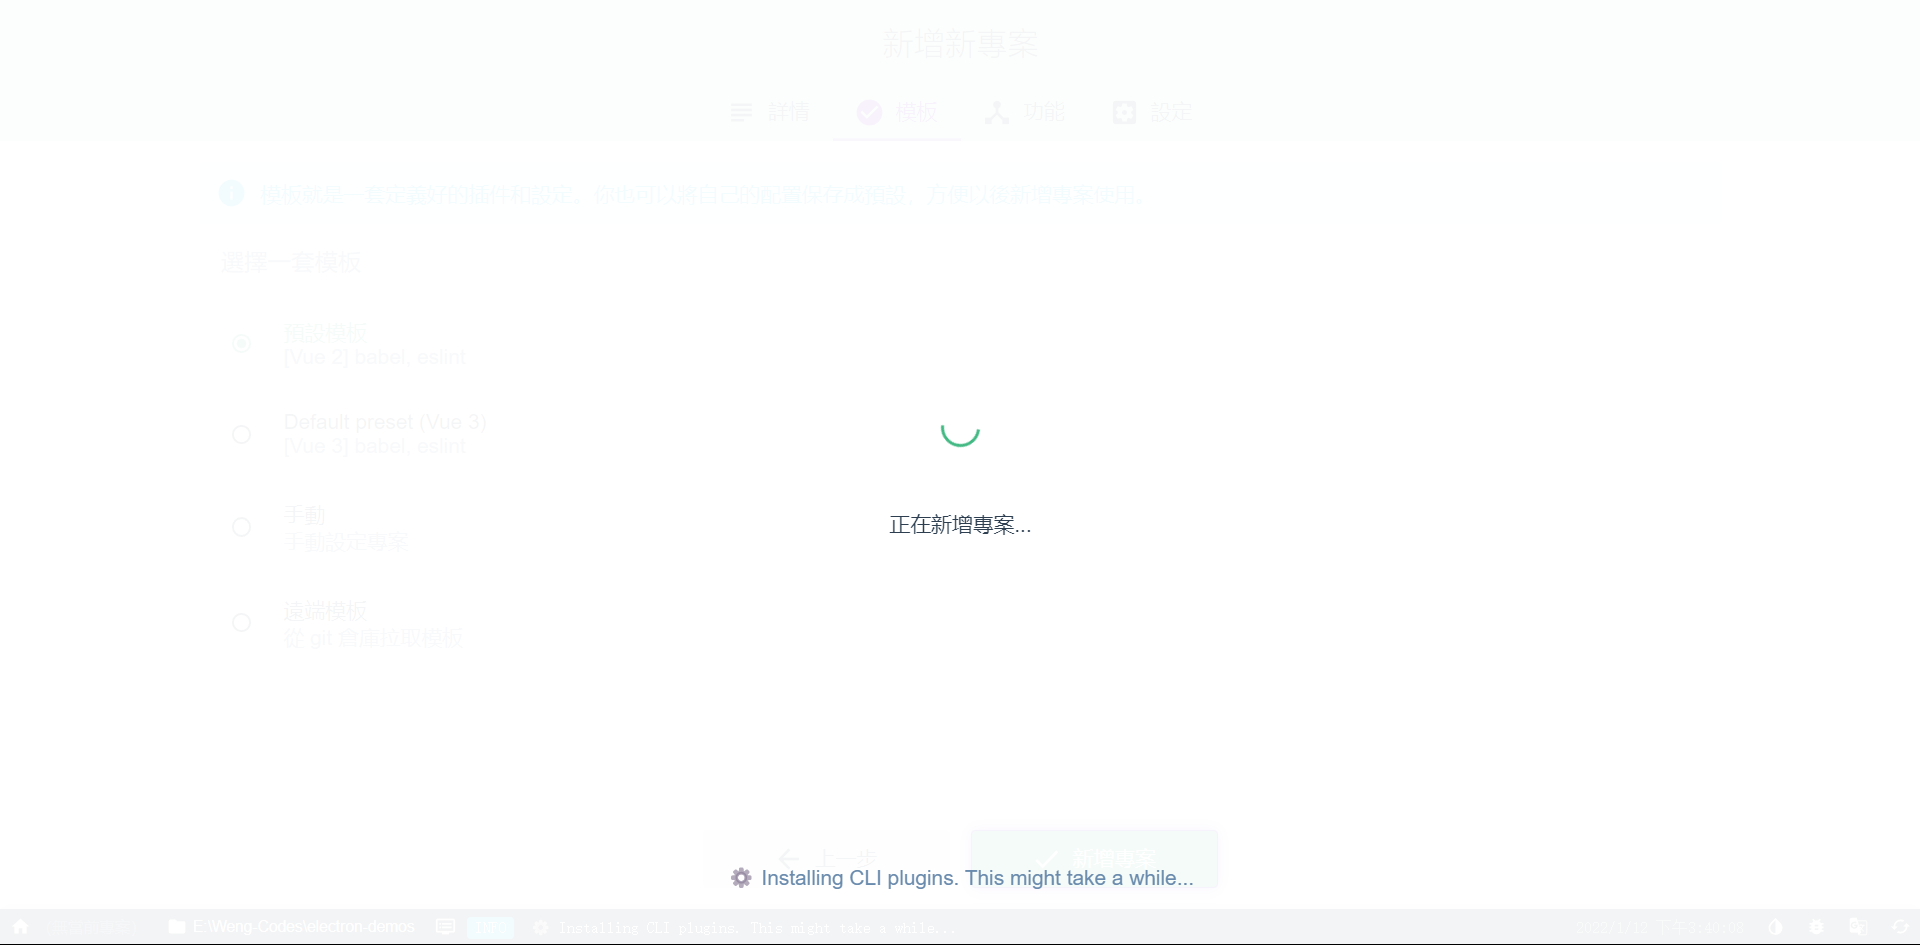 新增新專案
詳情
模板
功能
設定
模板就是一套定義好的插件和設定。你也可以將自己的配置保存成預設，方便以後新增專案使用。
選擇一套模板
預設模板
[Vue 2] babel, eslint
Default preset (Vue 3)
[Vue 3] babel, eslint
正在新增專案...
手動
手動設定專案
遠端模板
從 git 倉庫拉取模板
上一步
新增專案
Installing CLI plugins. This might take a while...
E:\Weng-Codes\electron-demos
Installing CLI plugins. This might take a while...